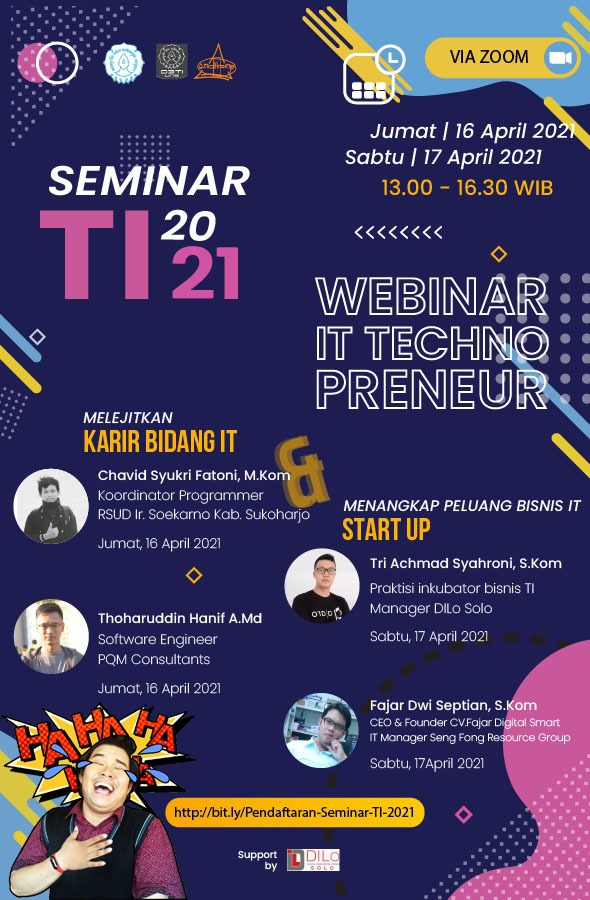 D3TI
VIA ZOOM
Jumat | 16 April 2021
Sabtu | 17 April 2021
13.00 - 16.30 WIB
SEMINAR
TI 20
21
WEBINAR
IT TECHNO
PRENEUR
MELEJITKAN
KARIR BIDANG IT
&
Chavid Syukri Fatoni, M.Kom
Koordinator Programmer
RSUD Ir. Soekarno Kab. Sukoharjo
Jumat, 16 April 2021
Thoharuddin Hanif A.Md
Software Engineer
PQM Consultants
Jumat, 16 April 2021
MENANGKAP PELUANG BISNIS IT
START UP
Tri Achmad Syahroni, S.Kom
Praktisi inkubator bisnis TI
Manager DILo Solo
Sabtu, 17 April 2021
Fajar Dwi Septian, S.Kom
CEO & Founder CV.Fajar Digital Smart
IT Manager Seng Fong Resource Group
Sabtu, 17April 2021
HA HA HA
http://bit.ly/Pendaftaran-Seminar-TI-2021
Support
by
DILo
SOLO